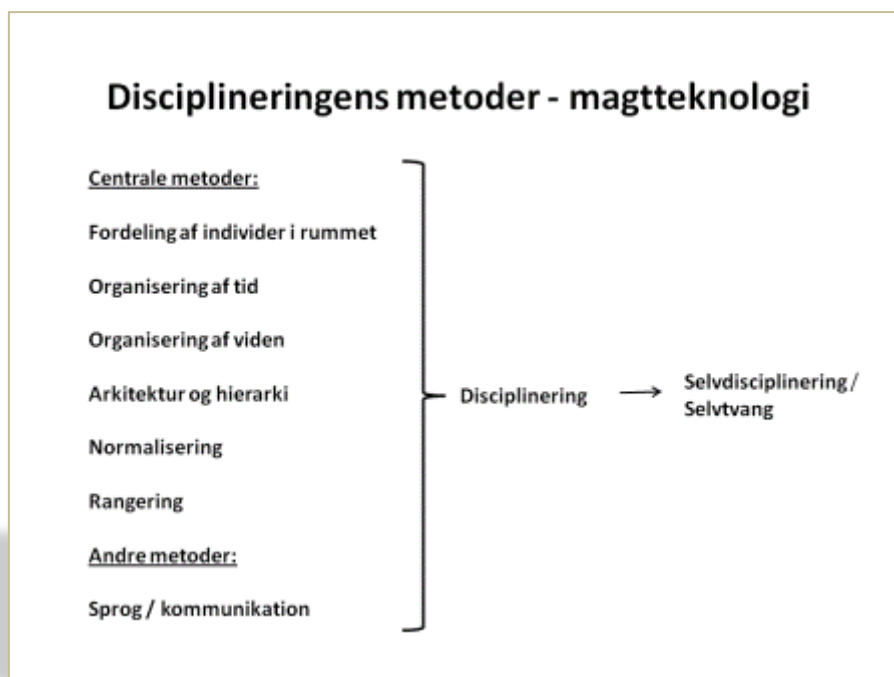 Disciplineringens metoder - magtteknologi
Centrale metoder:
Fordeling af individer i rummet
Organisering af tid
Organisering af viden
Arkitektur og hierarki
Normalisering
Rangering
Andre metoder:
Sprog / kommunikation
Disciplinering
Selvdisciplinering/
Selvtvang